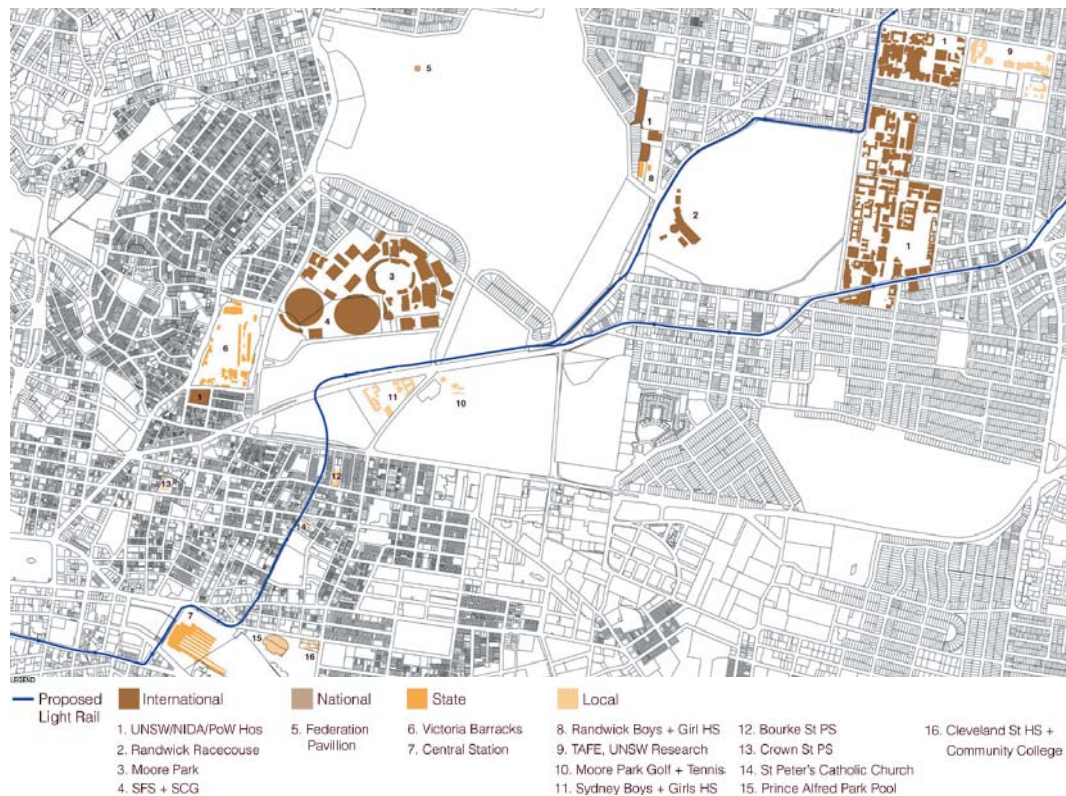 5
1
9
1
8
2
3
1
4
6
1
11
10
12
13
14
7
15
16
LEGEND
Proposed Light Rail
International
1. UNSW/NIDA/PoW Hos
2. Randwick Racecouse
3. Moore Park
4. SFS + SCG
National
5. Federation
Pavillion
State
6. Victoria Barracks
7. Central Station
Local
8. Randwick Boys + Girl HS
9. TAFE, UNSW Research
10. Moore Park Golf + Tennis
11. Sydney Boys + Girls HS
12. Bourke St PS
13. Crown St PS
14. St Peter's Catholic Church
15. Prince Alfred Park Pool
16. Cleveland St HS +
Community College